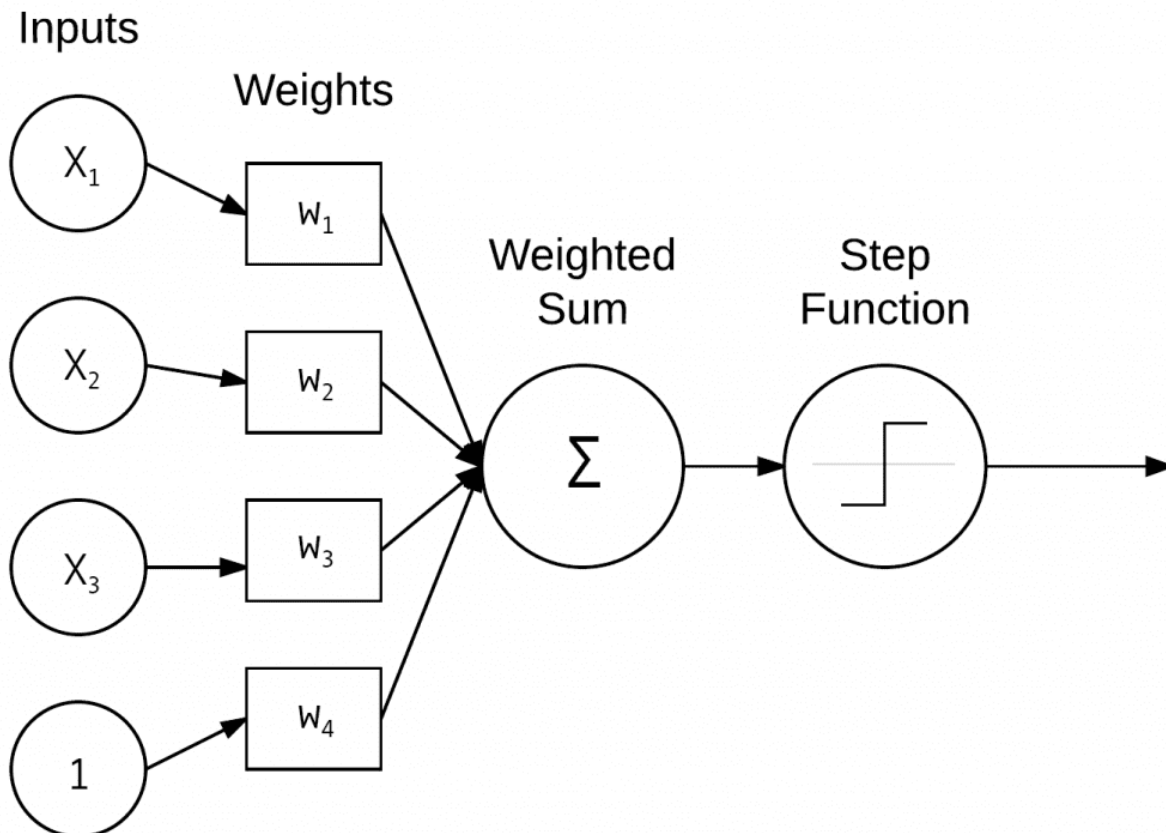 Inputs
Weights
X₁
w₁
Weighted
Sum
Step
Function
X₂
w₂
Σ
X₃
w₃
1
w₄